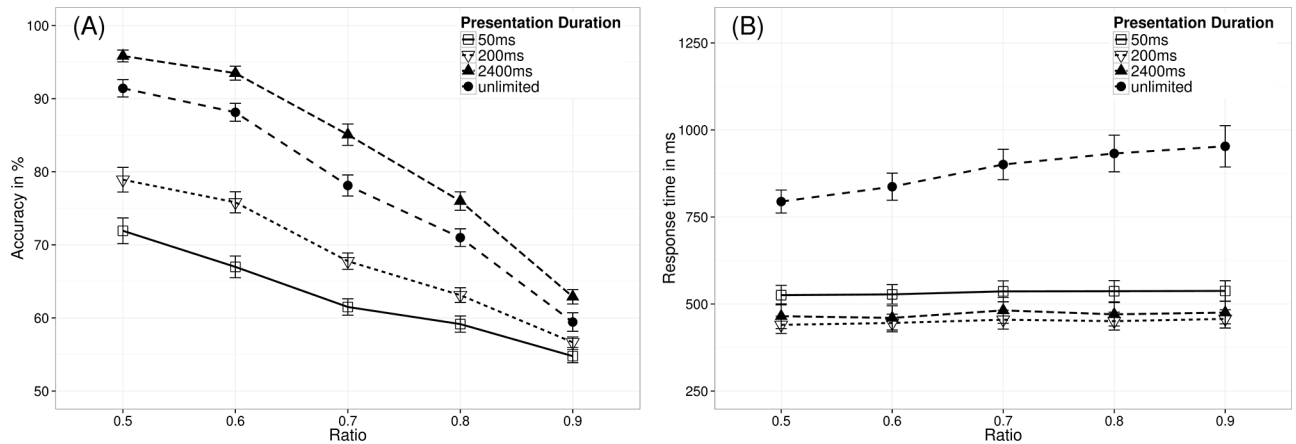 (A)
Presentation Duration
50ms
200ms
2400ms
unlimited
100
90
80
70
60
50
Accuracy in %
0.5 0.6 0.7 0.8 0.9
Ratio
(B)
Presentation Duration
50ms
200ms
2400ms
unlimited
1250
1000
750
500
250
Response time in ms
0.5 0.6 0.7 0.8 0.9
Ratio